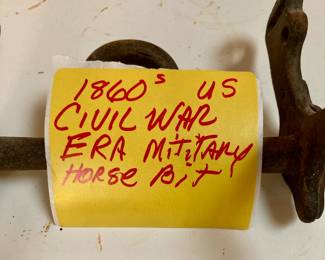 1860s US
CIVIL WAR
ERA MiLiTARY
HORSE BiT